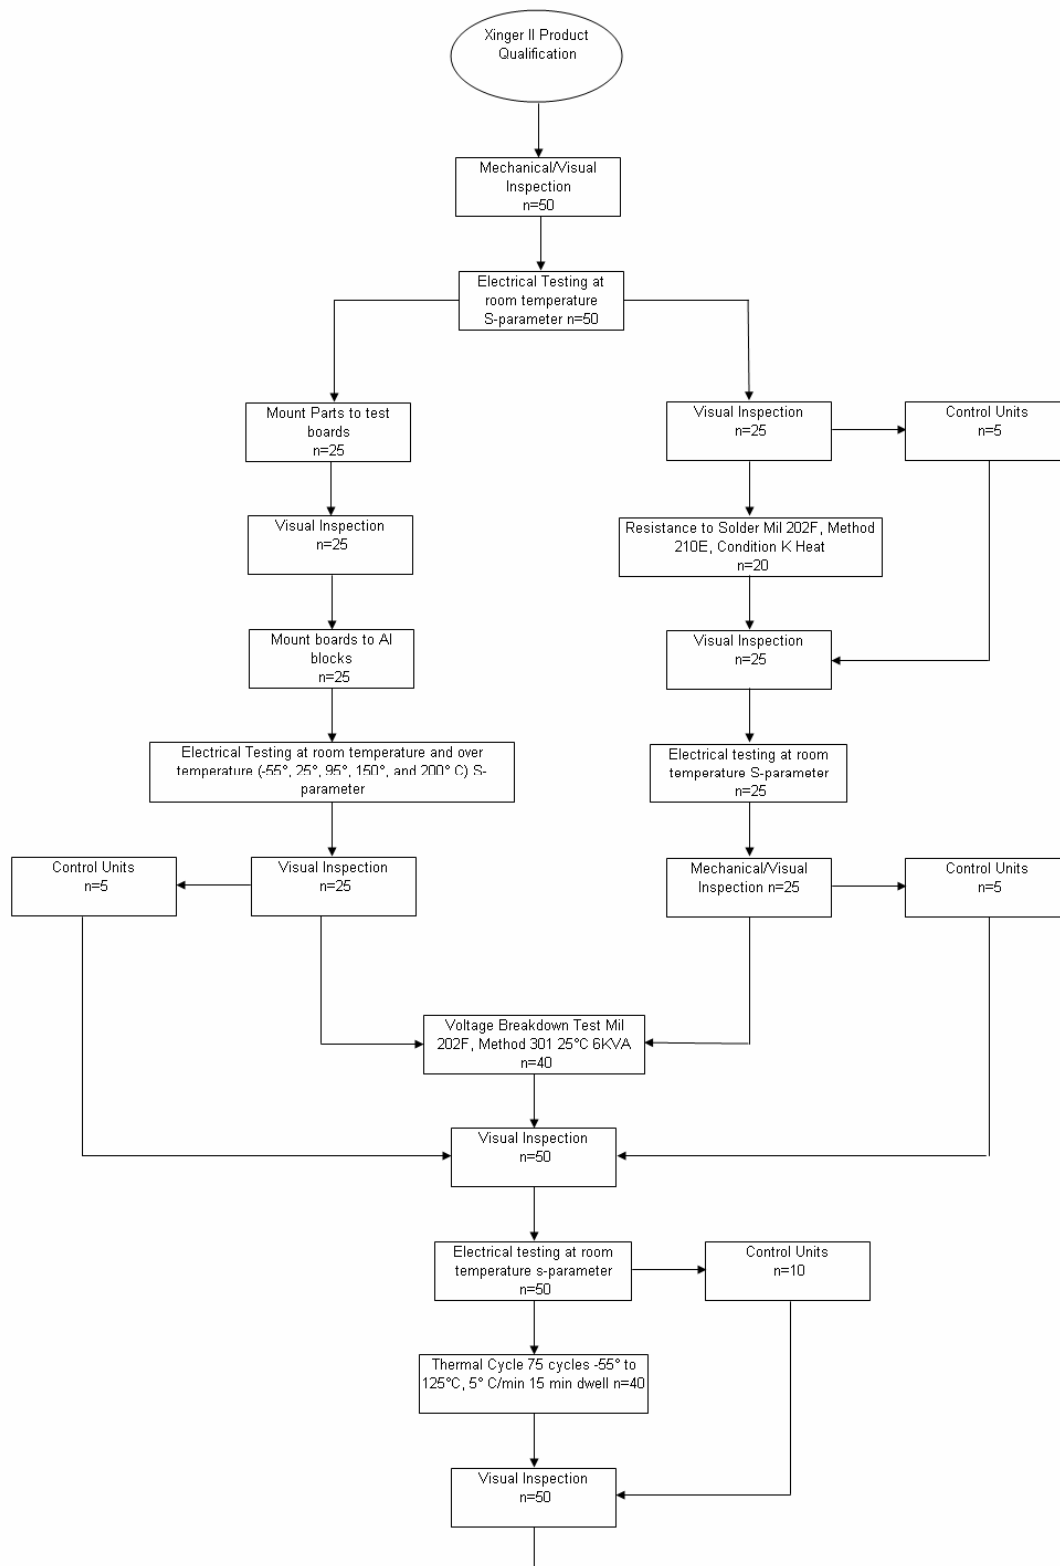 Xinger II Product
Qualification
Mechanical/Visual
Inspection
n=50
Electrical Testing at
room temperature
S-parameter n=50
Mount Parts to test
boards
n=25
Visual Inspection
n=25
Control Units
n=5
Visual Inspection
n=25
Resistance to Solder Mil 202F, Method
210E, Condition K Heat
n=20
Mount boards to Al
blocks
n=25
Visual Inspection
n=25
Electrical Testing at room temperature and over
temperature (-55°, 25°, 95°, 150°, and 200° C) S-
parameter
Electrical testing at room
temperature S-parameter
n=25
Control Units
n=5
Visual Inspection
n=25
Mechanical/Visual
Inspection n=25
Control Units
n=5
Voltage Breakdown Test Mil
202F, Method 301 25°C 6KVA
n=40
Visual Inspection
n=50
Electrical testing at room
temperature s-parameter
n=50
Control Units
n=10
Thermal Cycle 75 cycles -55° to
125°C, 5° C/min 15 min dwell n=40
Visual Inspection
n=50